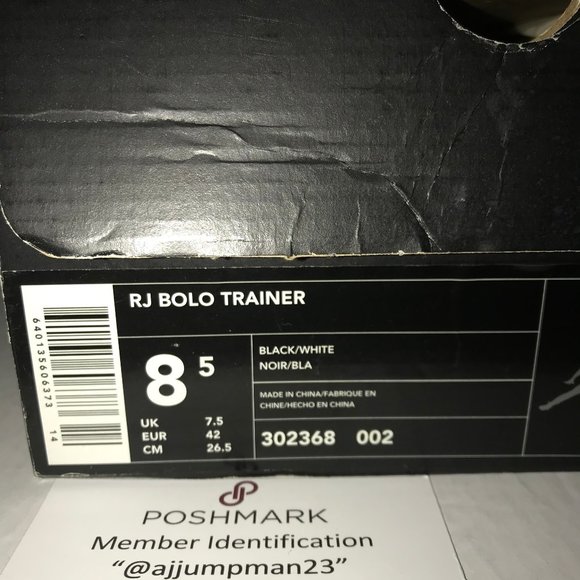 RJ BOLO TRAINER
640135606373
14
8 5
BLACK/WHITE
NOIR/BLA
MADE IN CHINA/FABRIQUE EN
CHINE/HECHO EN CHINA
UK 7.5
EUR 42
CM 26.5
302368 002
POSHMARK
Member Identification
“@ajjumpman23”